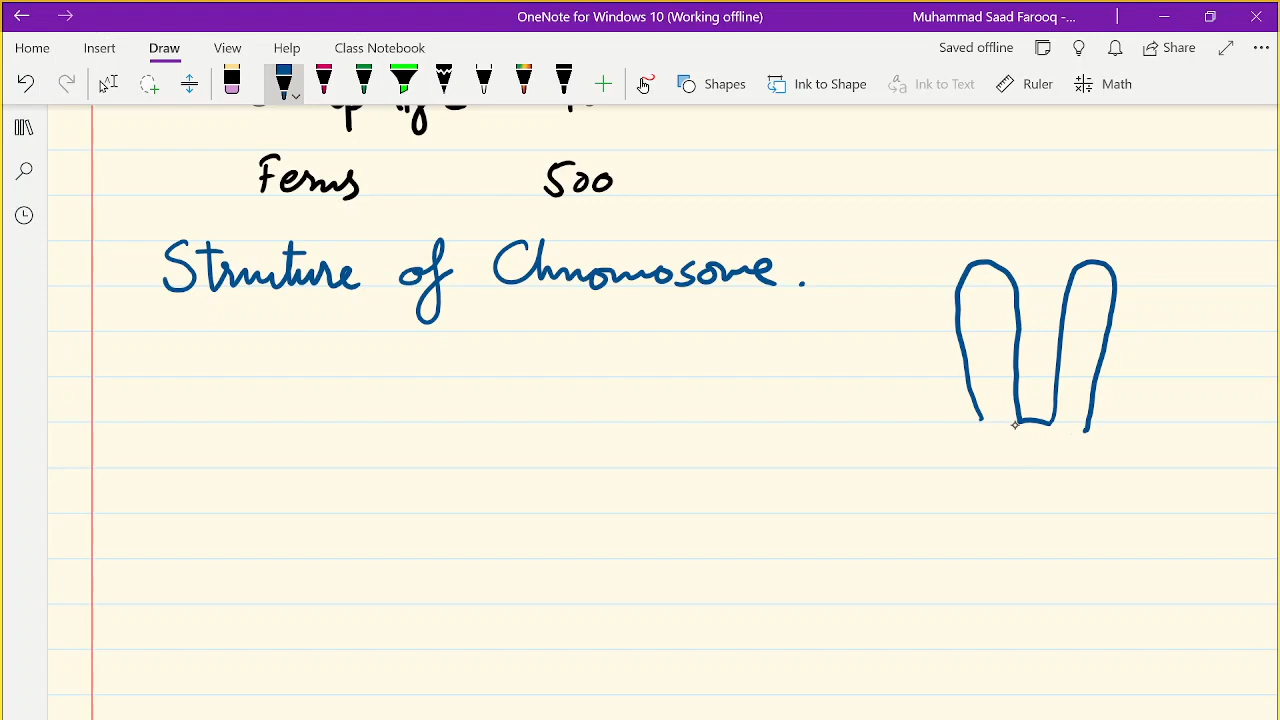 OneNote for Windows 10 (Working offline) Muhammad Saad Farooq -...
Home Insert Draw View Help Class Notebook Saved offline Share
Shapes Ink to Shape Ink to Text Ruler Math
Ferns 500
Struture of Chromosome.